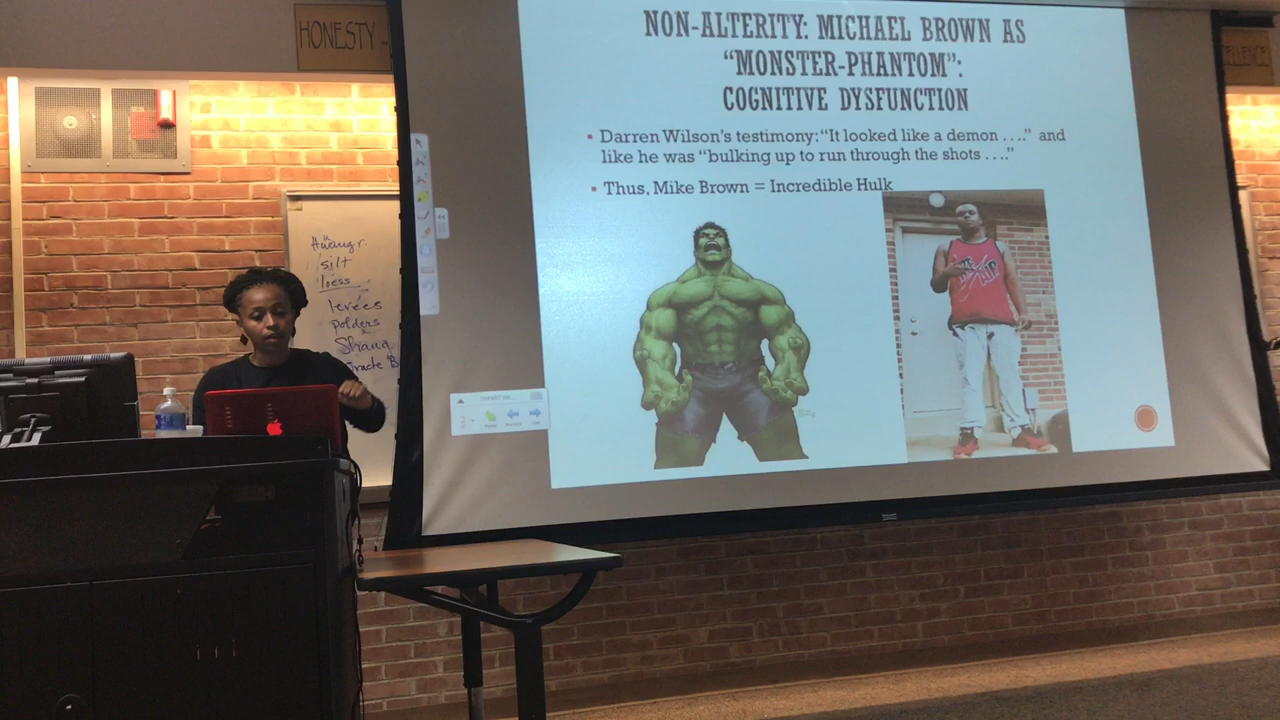 HONESTY -
NON-ALTERITY: MICHAEL BROWN AS
“MONSTER-PHANTOM”:
COGNITIVE DYSFUNCTION
▪ Darren Wilson’s testimony: “It looked like a demon . . .” and
like he was “bulking up to run through the shots . . .”
▪ Thus, Mike Brown = Incredible Hulk
silt
loess
levees
polders